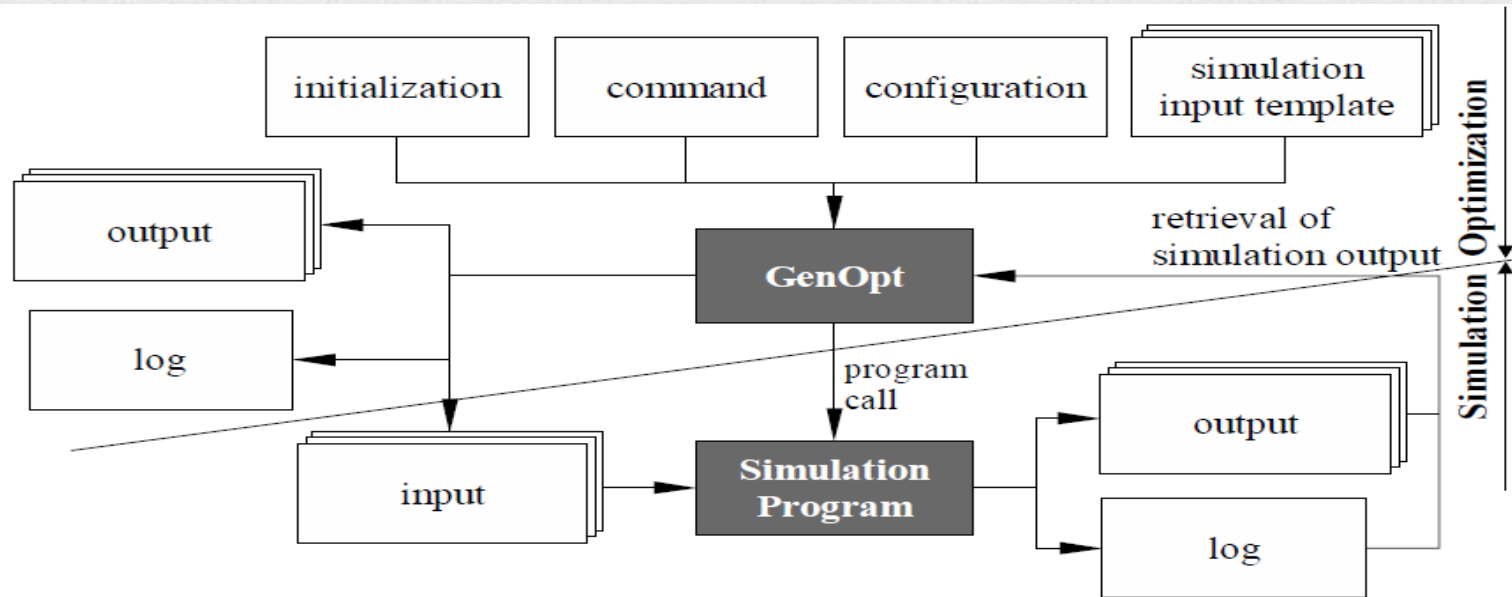 initialization
command
configuration
simulation
input template
output
retrieval of
simulation output
GenOpt
log
program
call
output
input
Simulation
Program
log
Optimization
Simulation